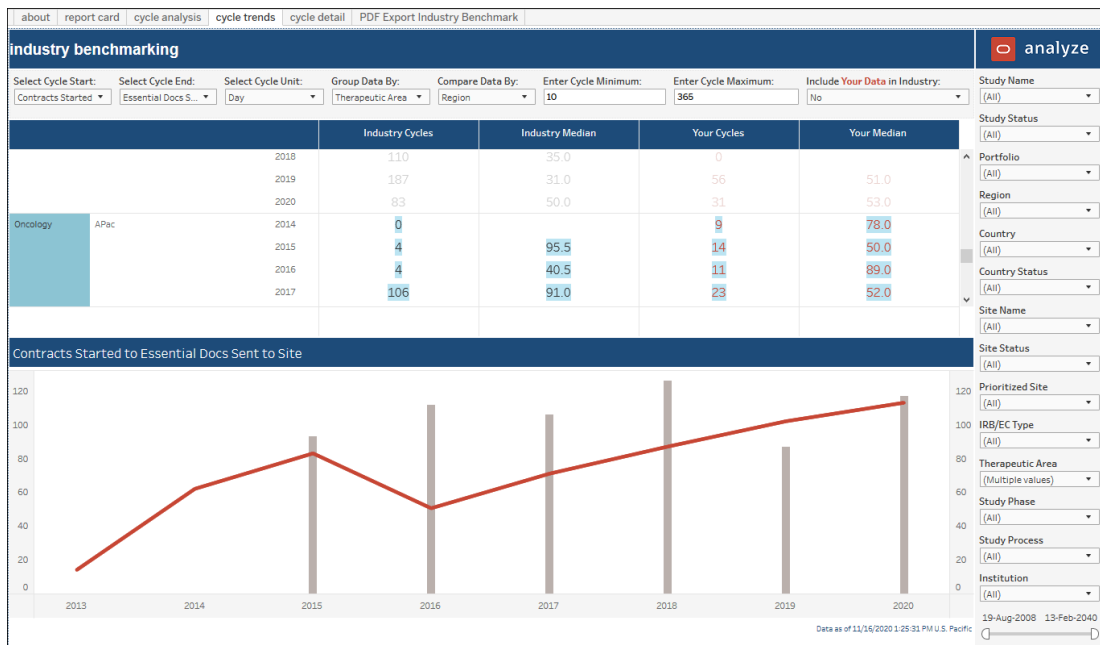 about report card cycle analysis cycle trends cycle detail PDF Export Industry Benchmark
industry benchmarking
analyze
Select Cycle Start: Select Cycle End: Select Cycle Unit: Group Data By: Compare Data By: Enter Cycle Minimum: Enter Cycle Maximum: Include Your Data in Industry:
Contracts Started Essential Docs S... Day Therapeutic Area Region 10 365 No
Industry Cycles Industry Median Your Cycles Your Median
2018 110 35.0 0
2019 187 31.0 56 51.0
2020 83 50.0 31 53.0
Oncology APac 2014 0 9 78.0
2015 4 95.5 14 50.0
2016 4 40.5 11 89.0
2017 106 91.0 23 52.0
Contracts Started to Essential Docs Sent to Site
120 120
100 100
80 80
60 60
40 40
20 20
0 0
2013 2014 2015 2016 2017 2018 2019 2020
Data as of 11/16/2020 1:25:31 PM U.S. Pacific
Study Name
(All)
Study Status
(All)
Portfolio
(All)
Region
(All)
Country
(All)
Country Status
(All)
Site Name
(All)
Site Status
(All)
Prioritized Site
(All)
IRB/EC Type
(All)
Therapeutic Area
(Multiple values)
Study Phase
(All)
Study Process
(All)
Institution
(All)
19-Aug-2008 13-Feb-2040